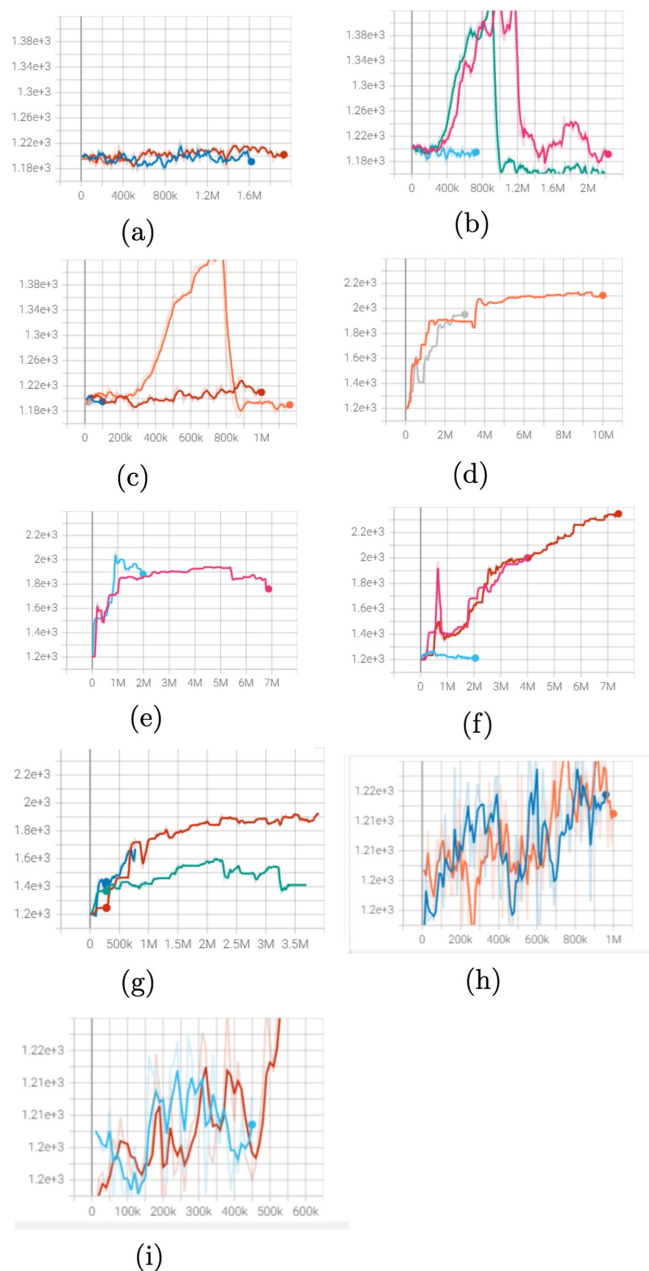 1.38e+3
1.34e+3
1.3e+3
1.26e+3
1.22e+3
1.18e+3
0 400k 800k 1.2M 1.6M
(a)
1.38e+3
1.34e+3
1.3e+3
1.26e+3
1.22e+3
1.18e+3
0 400k 800k 1.2M 1.6M 2M
(b)
1.38e+3
1.34e+3
1.3e+3
1.26e+3
1.22e+3
1.18e+3
0 200k 400k 600k 800k 1M
(c)
2.2e+3
2e+3
1.8e+3
1.6e+3
1.4e+3
1.2e+3
0 2M 4M 6M 8M 10M
(d)
2.2e+3
2e+3
1.8e+3
1.6e+3
1.4e+3
1.2e+3
0 1M 2M 3M 4M 5M 6M 7M
(e)
2.2e+3
2e+3
1.8e+3
1.6e+3
1.4e+3
1.2e+3
0 1M 2M 3M 4M 5M 6M 7M
(f)
2.2e+3
2e+3
1.8e+3
1.6e+3
1.4e+3
1.2e+3
0 500k 1M 1.5M 2M 2.5M 3M 3.5M
(g)
1.22e+3
1.21e+3
1.21e+3
1.2e+3
1.2e+3
0 200k 400k 600k 800k 1M
(h)
1.22e+3
1.21e+3
1.21e+3
1.2e+3
1.2e+3
0 100k 200k 300k 400k 500k 600k
(i)